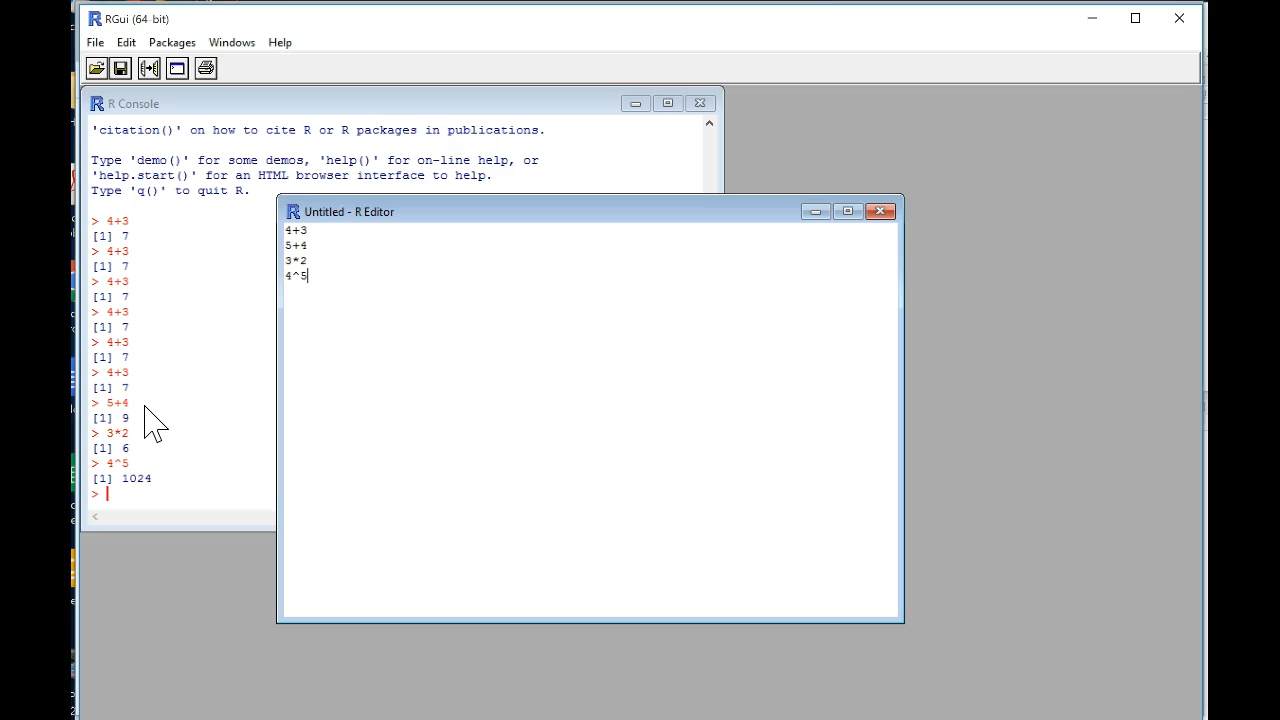 RGui (64-bit)
File Edit Packages Windows Help
R Console
'citation()' on how to cite R or R packages in publications.
Type 'demo()' for some demos, 'help()' for on-line help, or
'help.start()' for an HTML browser interface to help.
Type 'q()' to quit R.
> 4+3
[1] 7
> 4+3
[1] 7
> 4+3
[1] 7
> 4+3
[1] 7
> 4+3
[1] 7
> 4+3
[1] 7
> 5+4
[1] 9
> 3*2
[1] 6
> 4^5
[1] 1024
>
Untitled - R Editor
4+3
5+4
3*2
4^5